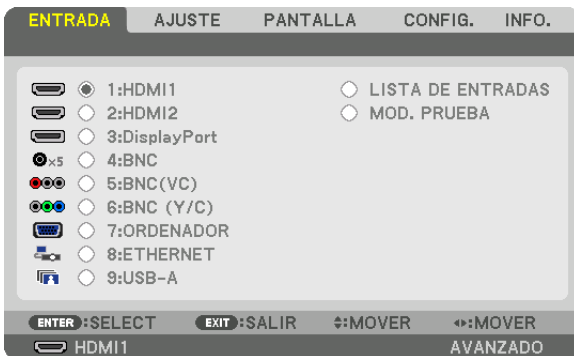 ENTRADA AJUSTE PANTALLA CONFIG. INFO.
1:HDMI1 LISTA DE ENTRADAS
2:HDMI2 MOD. PRUEBA
3:DisplayPort
×5 4:BNC
5:BNC(VC)
6:BNC (Y/C)
7:ORDENADOR
8:ETHERNET
9:USB-A
ENTER :SELECT EXIT :SALIR :MOVER :MOVER
HDMI1 AVANZADO